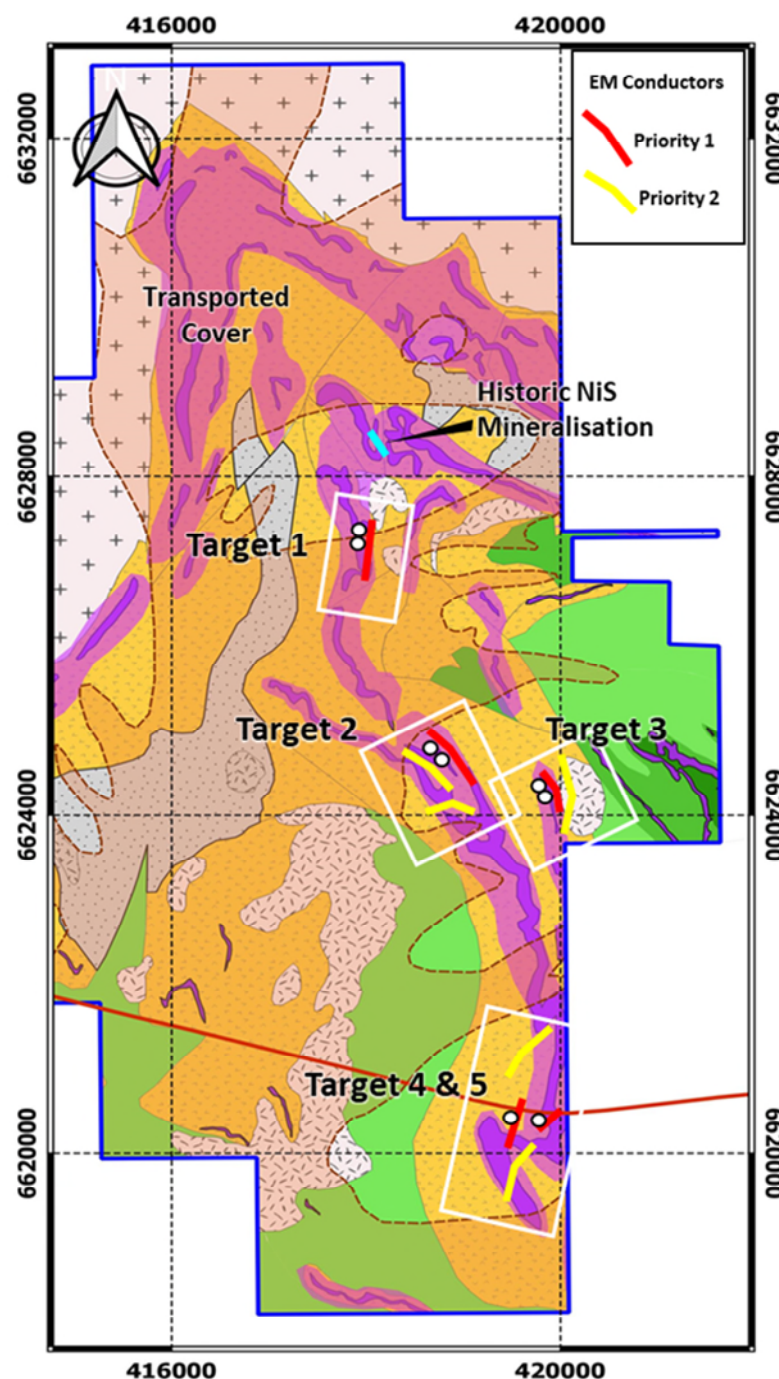 416000
420000
N
EM Conductors
Priority 1
Priority 2
6632000
6632000
Transported
Cover
Historic NiS
Mineralisation
6628000
6628000
Target 1
Target 2
Target 3
6624000
6624000
Target 4 & 5
6620000
6620000
416000
420000